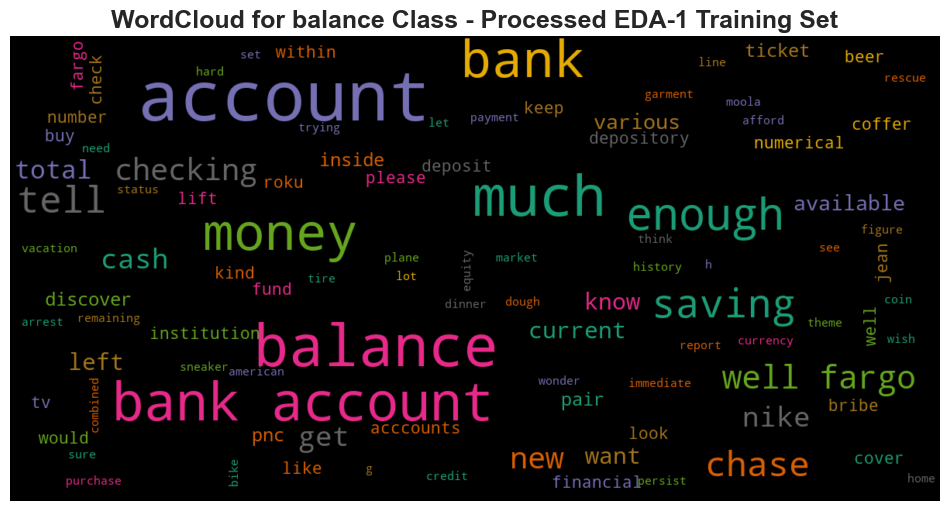 WordCloud for balance Class - Processed EDA-1 Training Set
fargo
check
set
within
bank
line
ticket
beer
hard
rescue
account
garment
moola
number
keep
payment
afford
buy
trying
let
various
coffer
need
depository
numerical
total
checking
inside
deposit
tell
status
lift
roku
please
much
enough
available
money
think
figure
vacation
cash
plane
equity
market
see
jean
kind
lot
history
h
fund
tire
discover
dinner
dough
know
saving
coin
arrest
remaining
institution
balance
current
theme
well
wish
report
currency
left
sneaker
american
wonder
immediate
well fargo
tv
combined
bank account
pair
nike
bribe
would
pnc
get
acccounts
look
sure
like
g
new
want
chase
cover
purchase
bike
credit
financial
persist
home